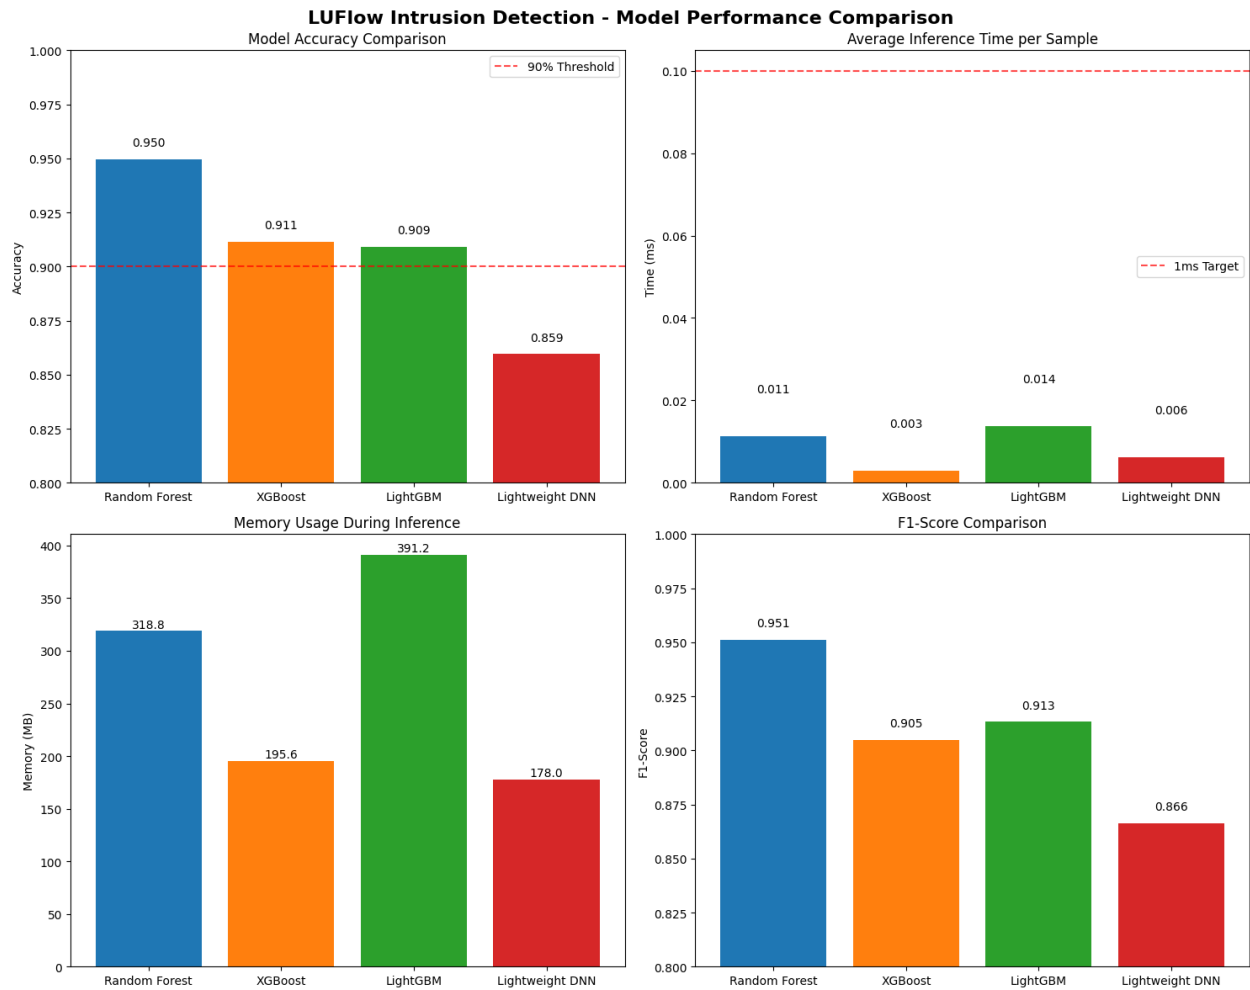 LUFlow Intrusion Detection - Model Performance Comparison
Model Accuracy Comparison
1.000
0.975
0.950
0.925
0.900
0.875
0.850
0.825
0.800
Accuracy
90% Threshold
0.950
0.911
0.909
0.859
Random Forest
XGBoost
LightGBM
Lightweight DNN
Average Inference Time per Sample
0.10
0.08
0.06
0.04
0.02
0.00
Time (ms)
1ms Target
0.011
0.003
0.014
0.006
Random Forest
XGBoost
LightGBM
Lightweight DNN
Memory Usage During Inference
400
350
300
250
200
150
100
50
0
Memory (MB)
318.8
195.6
391.2
178.0
Random Forest
XGBoost
LightGBM
Lightweight DNN
F1-Score Comparison
1.000
0.975
0.950
0.925
0.900
0.875
0.850
0.825
0.800
F1-Score
0.951
0.905
0.913
0.866
Random Forest
XGBoost
LightGBM
Lightweight DNN